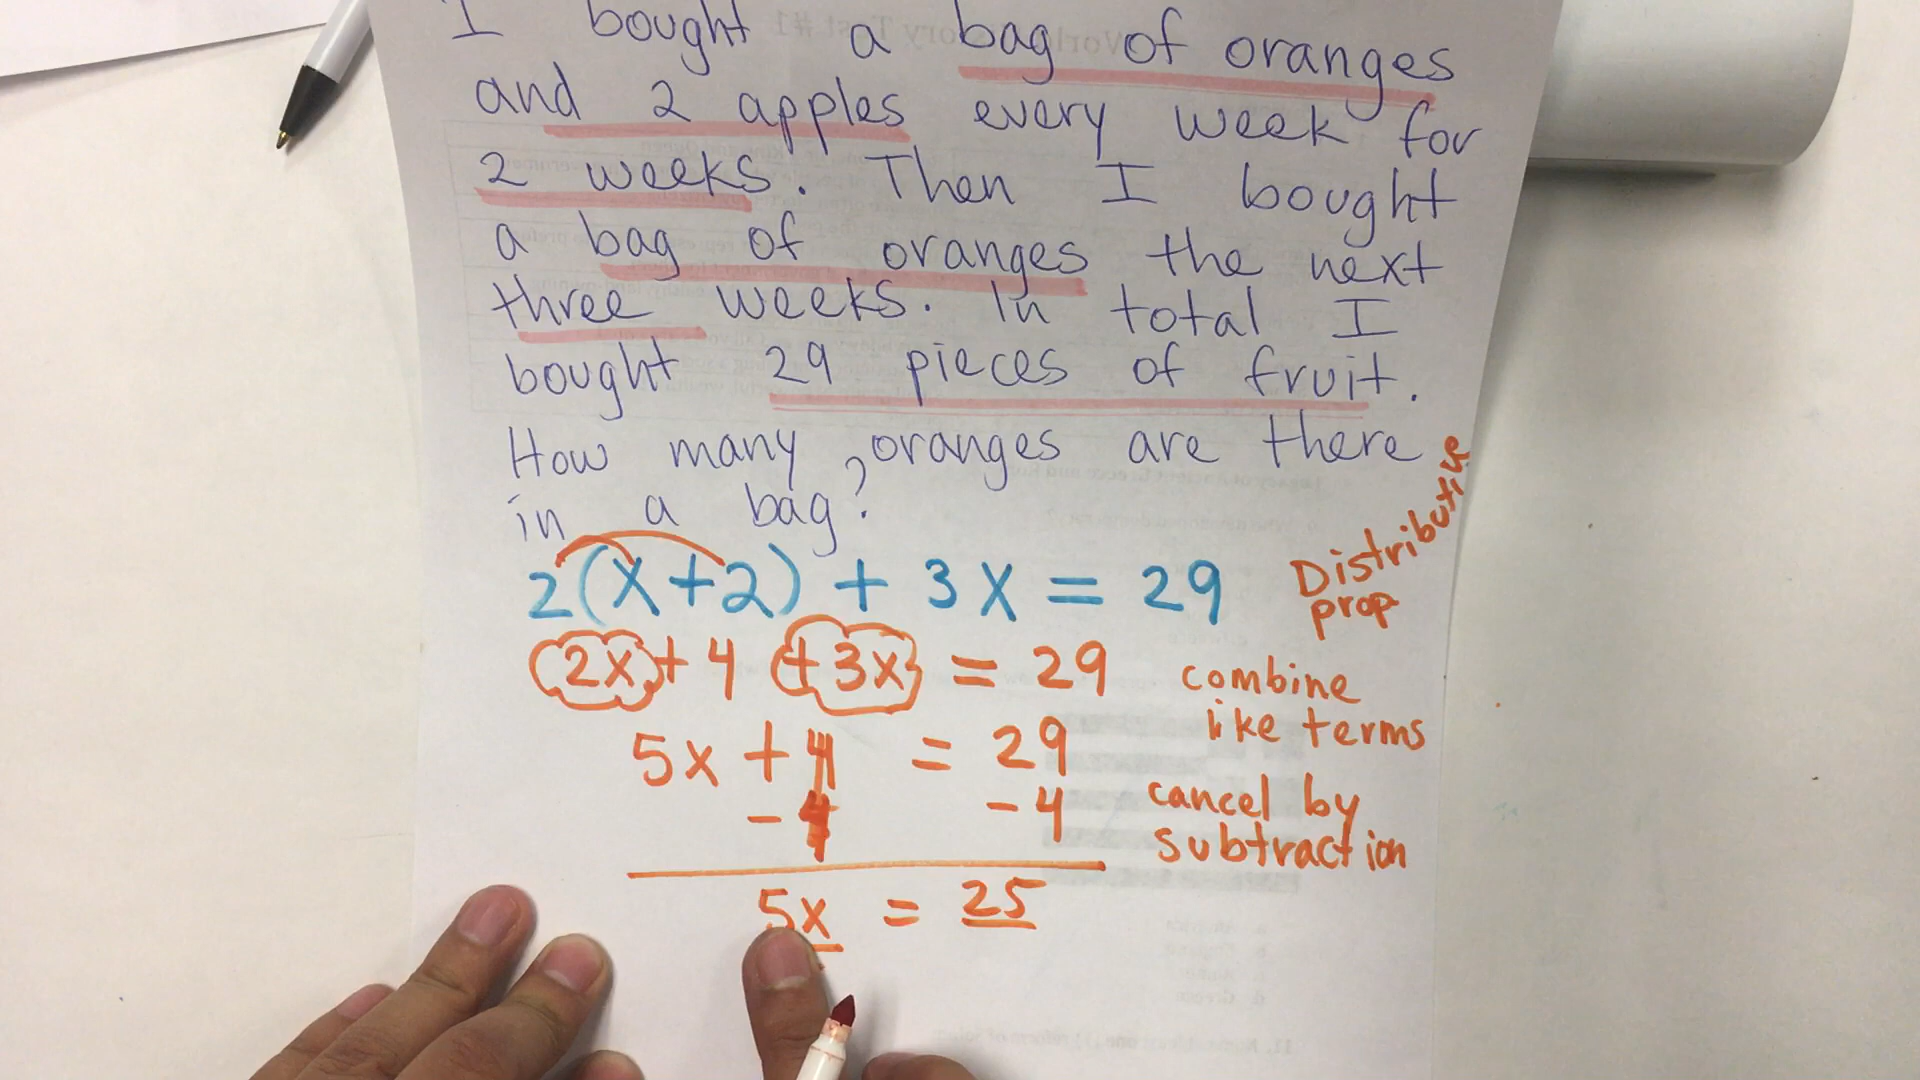 I bought a bag of oranges
and 2 apples every week for
2 weeks. Then I bought
a bag of oranges the next
three weeks. In total I
bought 29 pieces of fruit.
How many oranges are there
in a bag?
2(x+2) + 3x = 29
Distributive
prop
2x + 4 + 3x = 29
combine
like terms
5x + 4 = 29
- 4 - 4
cancel by
subtraction
5x = 25